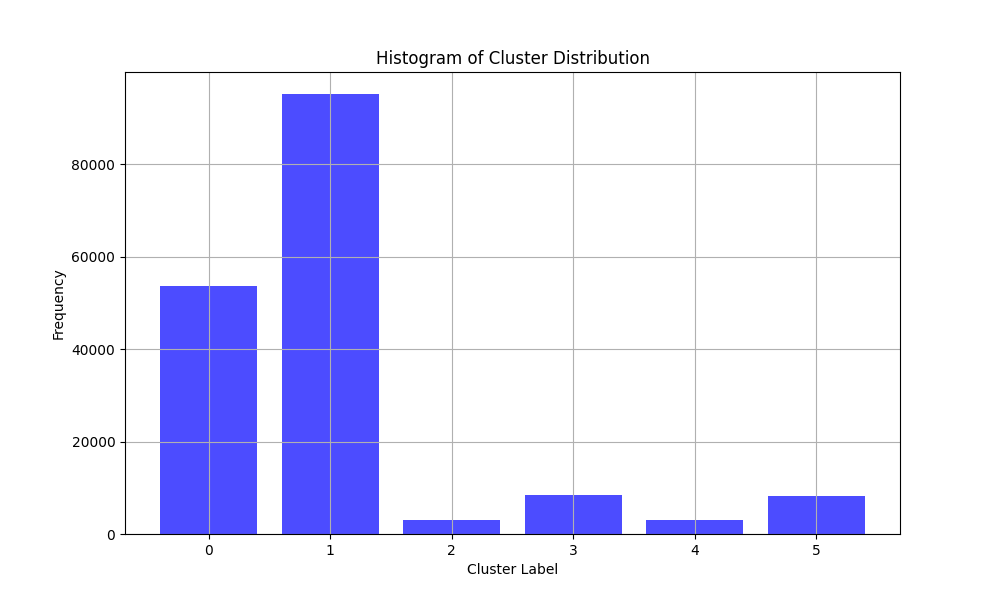 Histogram of Cluster Distribution
80000
60000
40000
20000
0
Frequency
0 1 2 3 4 5
Cluster Label